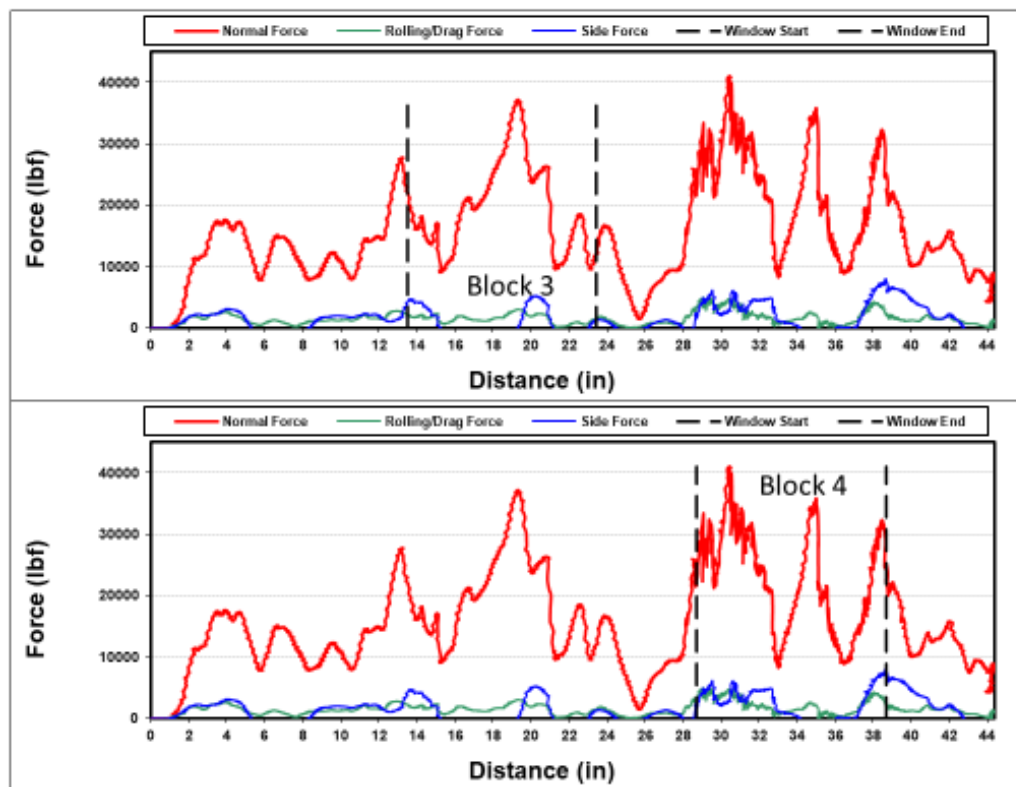 Normal Force Rolling/Drag Force Side Force Window Start Window End
40000
30000
20000
10000
0
Force (lbf)
Block 3
0 2 4 6 8 10 12 14 16 18 20 22 24 26 28 30 32 34 36 38 40 42 44
Distance (in)
Normal Force Rolling/Drag Force Side Force Window Start Window End
40000
30000
20000
10000
0
Force (lbf)
Block 4
0 2 4 6 8 10 12 14 16 18 20 22 24 26 28 30 32 34 36 38 40 42 44
Distance (in)